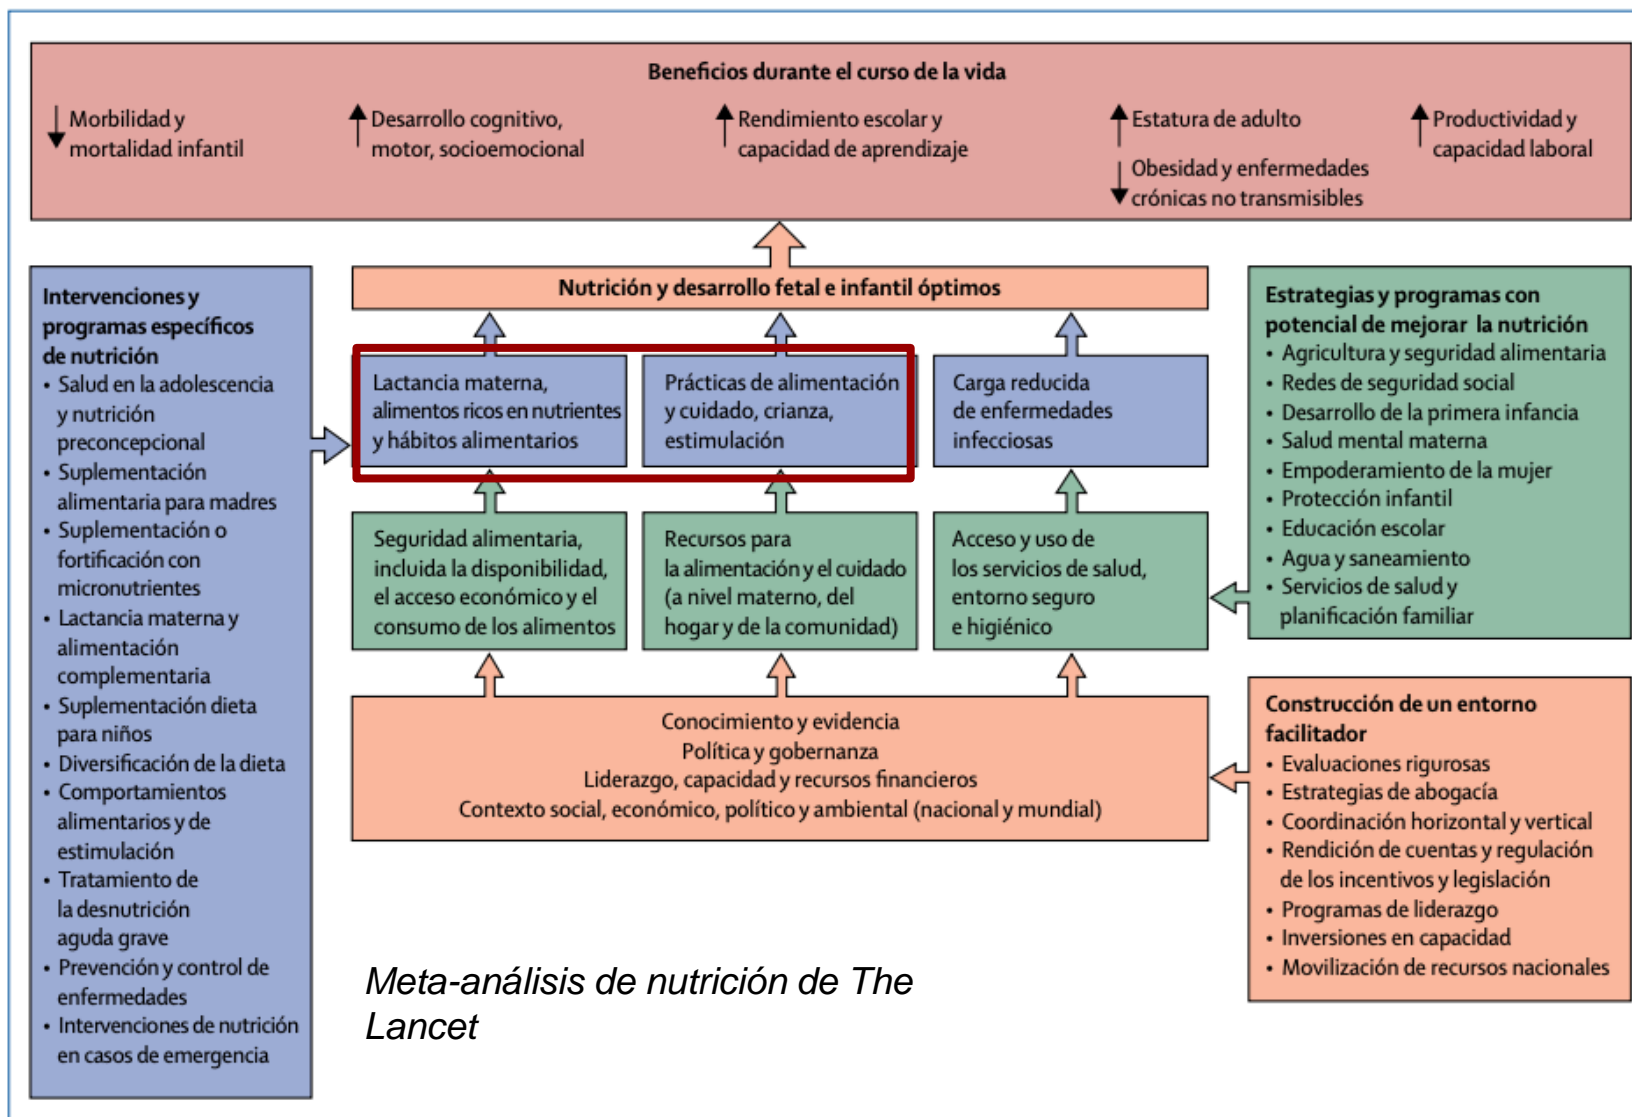 Beneficios durante el curso de la vida
Morbilidad y
mortalidad infantil
Desarrollo cognitivo,
motor, socioemocional
Rendimiento escolar y
capacidad de aprendizaje
Estatura de adulto
Obesidad y enfermedades
crónicas no transmisibles
Productividad y
capacidad laboral
Nutrición y desarrollo fetal e infantil óptimos
Intervenciones y
programas específicos
de nutrición
• Salud en la adolescencia
y nutrición
preconcepcional
• Suplementación
alimentaria para madres
• Suplementación o
fortificación con
micronutrientes
• Lactancia materna y
alimentación
complementaria
• Suplementación dieta
para niños
• Diversificación de la dieta
• Comportamientos
alimentarios y de
estimulación
• Tratamiento de
la desnutrición
aguda grave
• Prevención y control de
enfermedades
• Intervenciones de nutrición
en casos de emergencia
Lactancia materna,
alimentos ricos en nutrientes
y hábitos alimentarios
Prácticas de alimentación
y cuidado, crianza,
estimulación
Carga reducida
de enfermedades
infecciosas
Seguridad alimentaria,
incluida la disponibilidad,
el acceso económico y el
consumo de los alimentos
Recursos para
la alimentación y el cuidado
(a nivel materno, del
hogar y de la comunidad)
Acceso y uso de
los servicios de salud,
entorno seguro
e higiénico
Conocimiento y evidencia
Política y gobernanza
Liderazgo, capacidad y recursos financieros
Contexto social, económico, político y ambiental (nacional y mundial)
Estrategias y programas con
potencial de mejorar la nutrición
• Agricultura y seguridad alimentaria
• Redes de seguridad social
• Desarrollo de la primera infancia
• Salud mental materna
• Empoderamiento de la mujer
• Protección infantil
• Educación escolar
• Agua y saneamiento
• Servicios de salud y
planificación familiar
Construcción de un entorno
facilitador
• Evaluaciones rigurosas
• Estrategias de abogacía
• Coordinación horizontal y vertical
• Rendición de cuentas y regulación
de los incentivos y legislación
• Programas de liderazgo
• Inversiones en capacidad
• Movilización de recursos nacionales
Meta-análisis de nutrición de The
Lancet